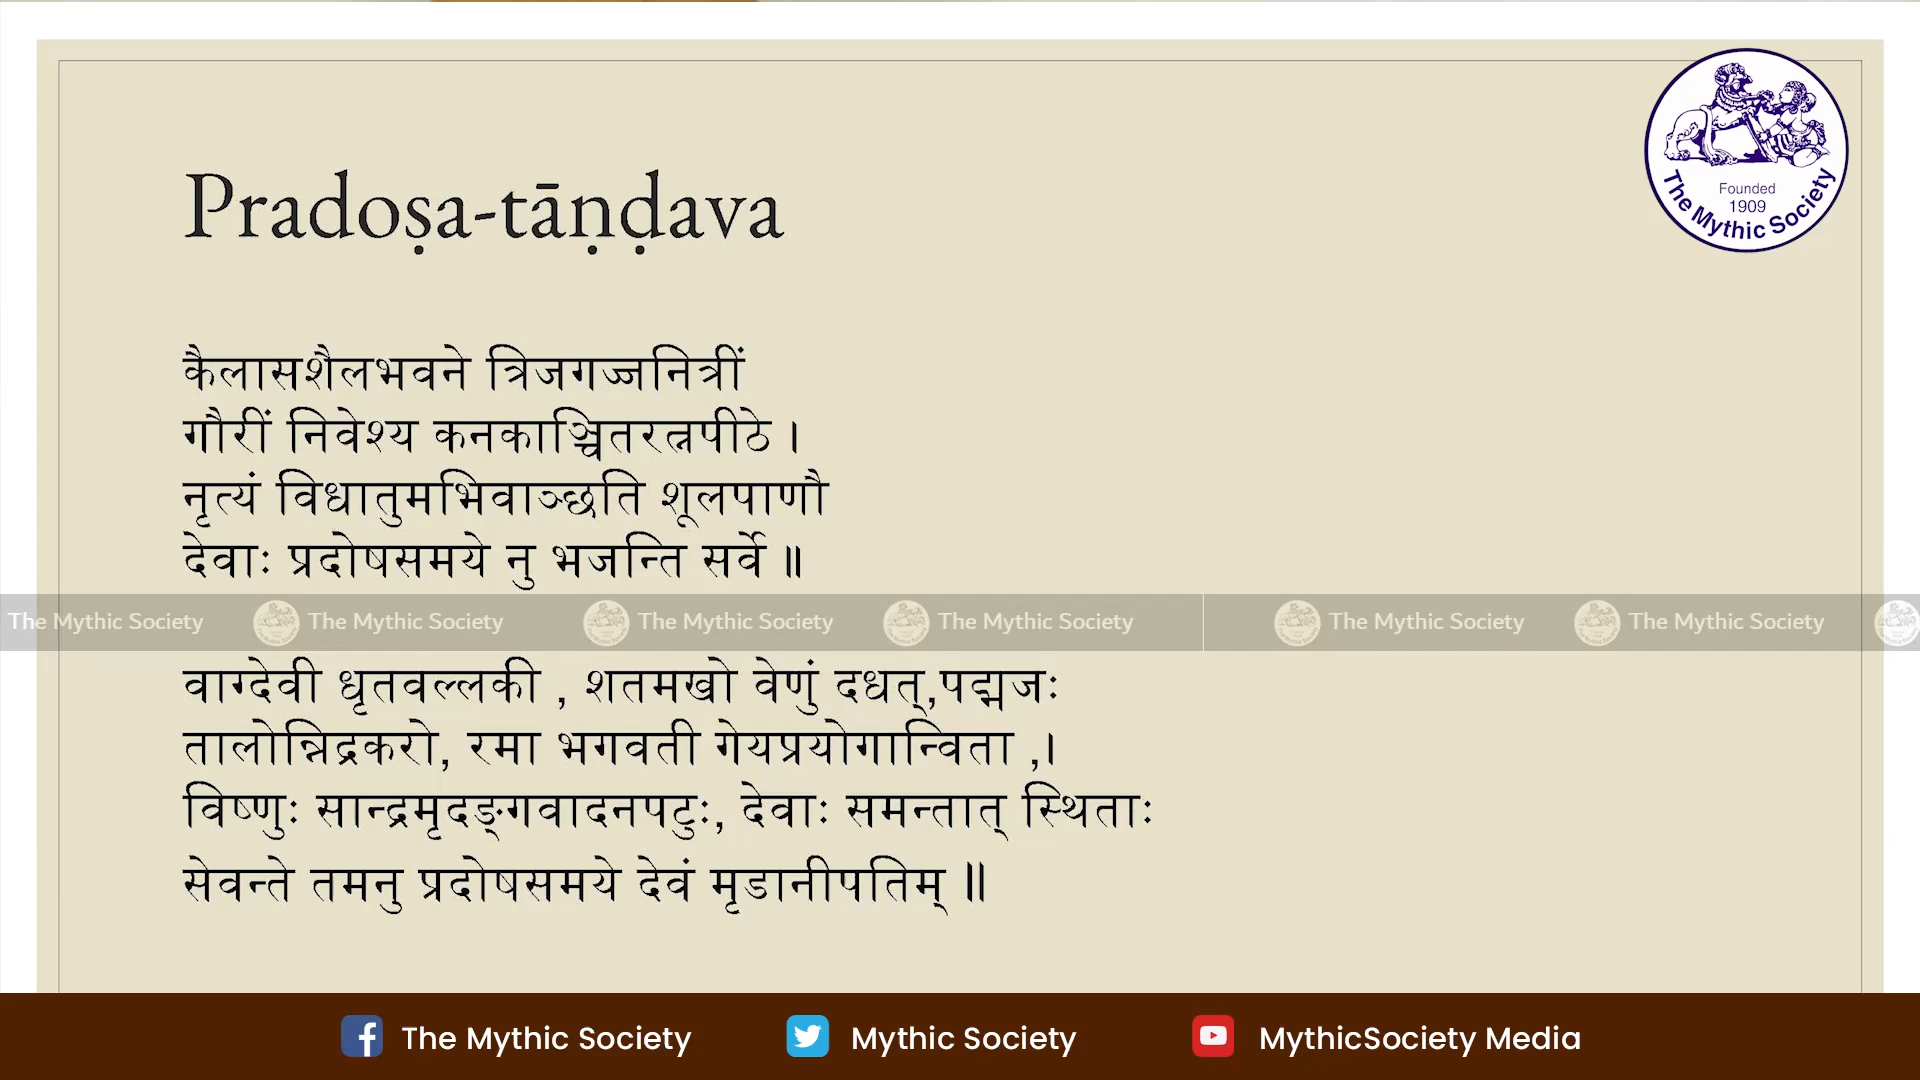 The Mythic Society
Founded
1909
Pradoṣa-tāṇḍava
कैलासशैलभवने त्रिजगज्जनित्रीं
गौरीं निवेश्य कनकाञ्चितरत्नपीठे ।
नृत्यं विधातुमभिवाञ्छति शूलपाणौ
देवाः प्रदोषसमये नु भजन्ति सर्वे ॥
The Mythic Society The Mythic Society The Mythic Society The Mythic Society The Mythic Society The Mythic Society
वाग्देवी धृतवल्लकी , शतमखो वेणुं दधत्,पद्मजः
तालोन्निद्रकरो, रमा भगवती गेयप्रयोगान्विता ,।
विष्णुः सान्द्रमृदङ्गवादनपटुः, देवाः समन्तात् स्थिताः
सेवन्ते तमनु प्रदोषसमये देवं मृडानीपतिम् ॥
The Mythic Society Mythic Society MythicSociety Media